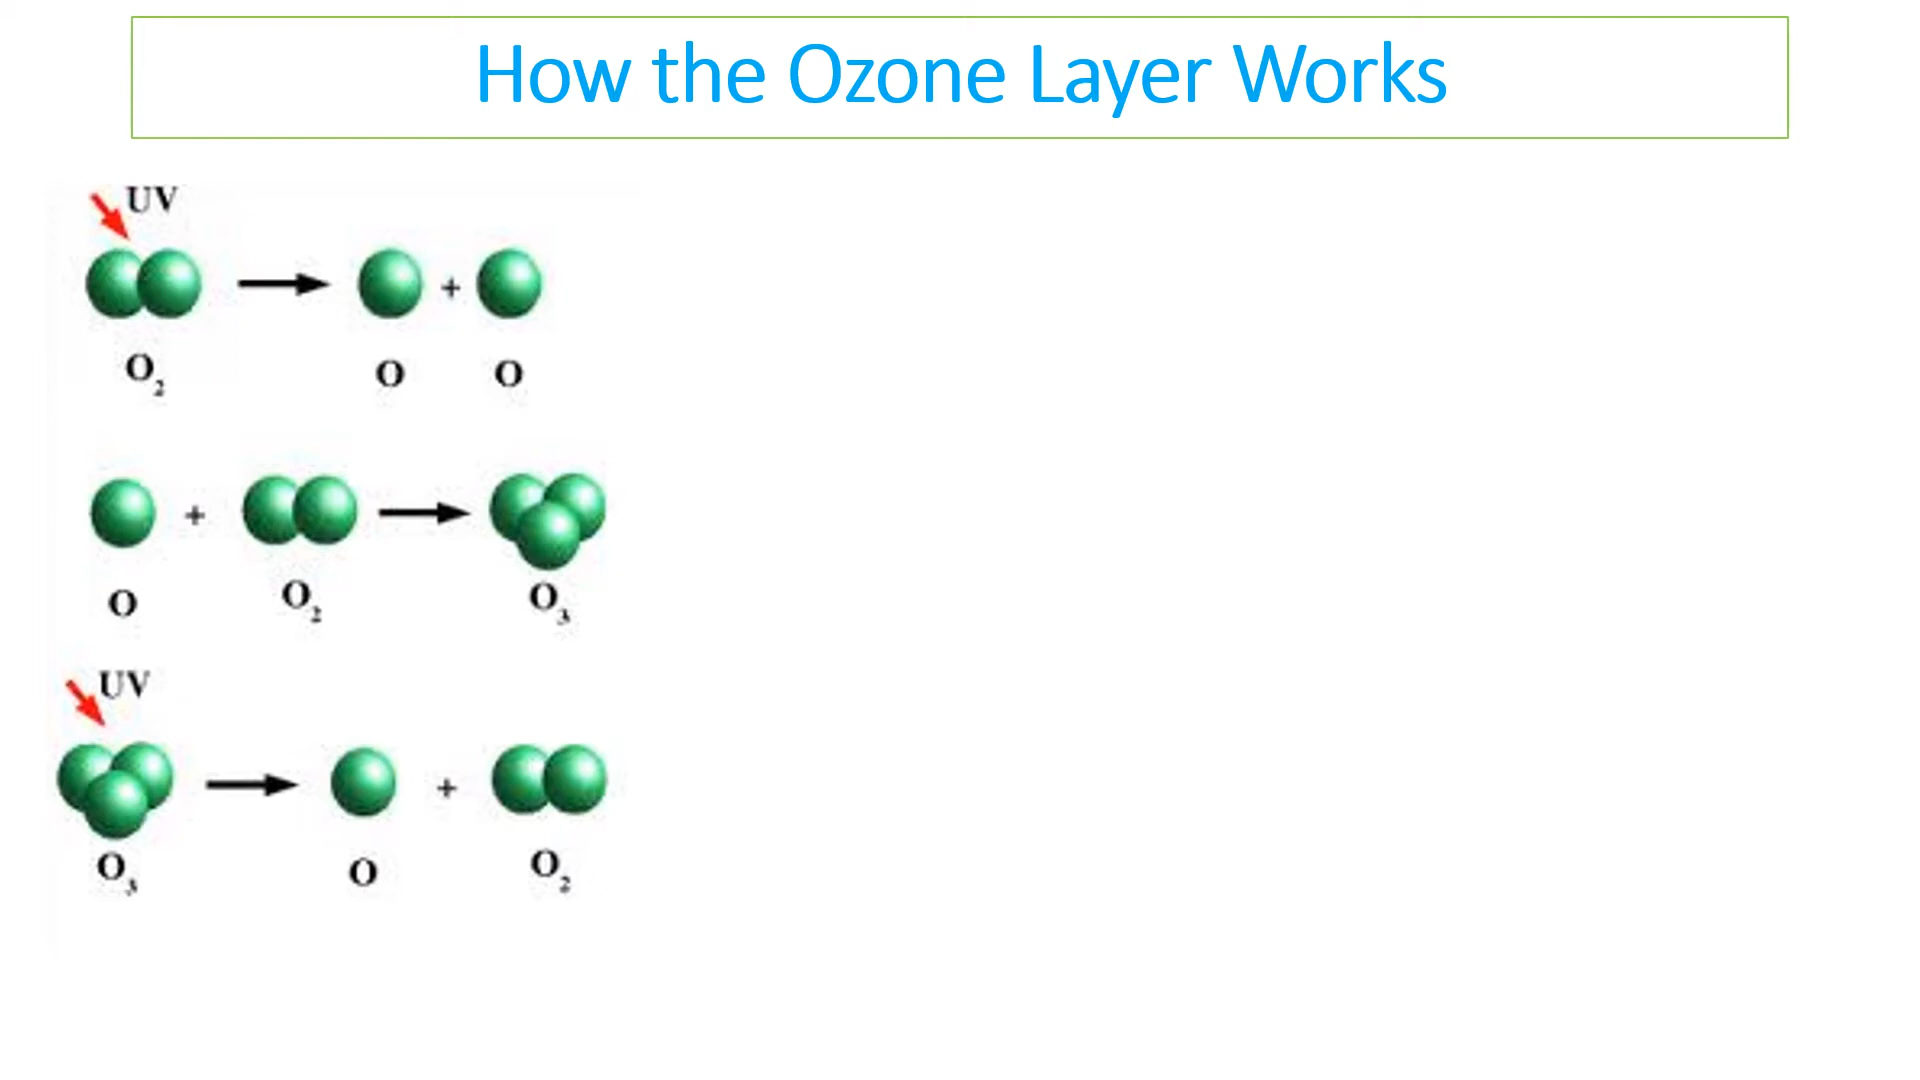 How the Ozone Layer Works
UV
+
O₂ O O
+
O O₂ O₃
UV
+
O₃ O O₂